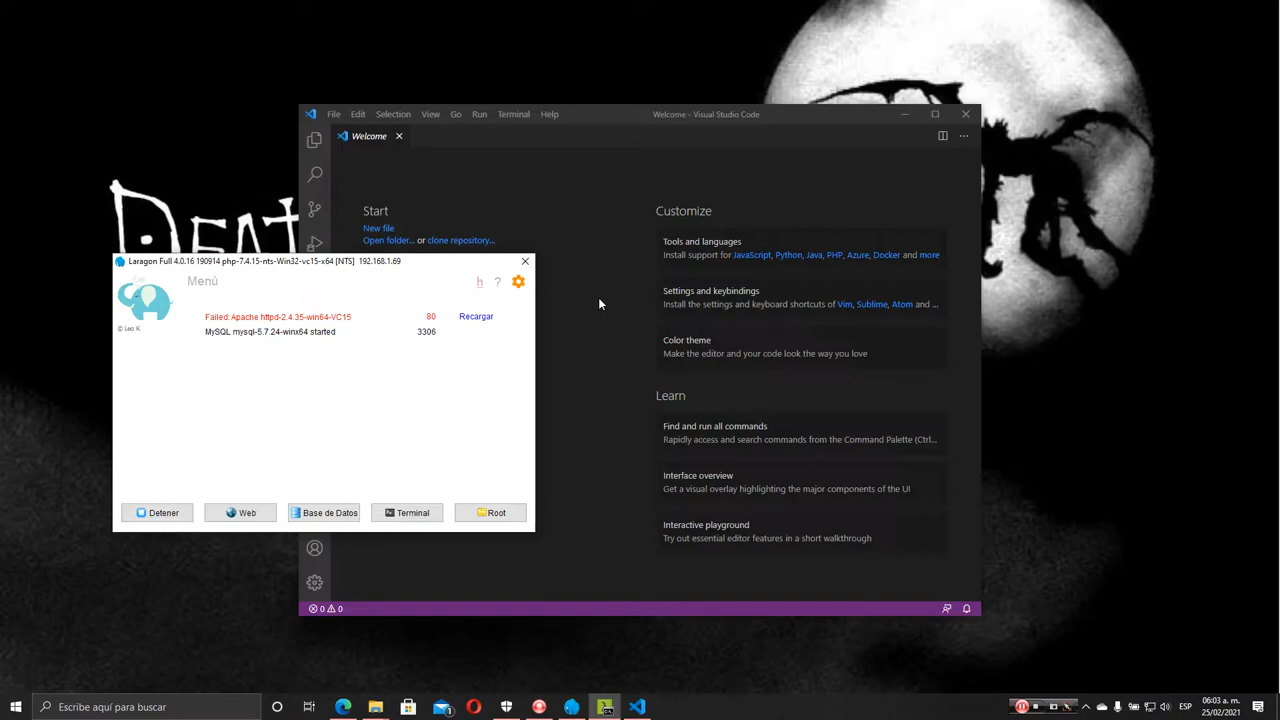 DEAT
File Edit Selection View Go Run Terminal Help
Welcome - Visual Studio Code
Welcome
Start
New file
Open folder... or clone repository...
Customize
Tools and languages
Install support for JavaScript, Python, Java, PHP, Azure, Docker and more
Settings and keybindings
Install the settings and keyboard shortcuts of Vim, Sublime, Atom and ...
Color theme
Make the editor and your code look the way you love
Learn
Find and run all commands
Rapidly access and search commands from the Command Palette (Ctrl...
Interface overview
Get a visual overlay highlighting the major components of the UI
Interactive playground
Try out essential editor features in a short walkthrough
0 0
Laragon Full 4.0.16 190914 php-7.4.15-nts-Win32-vc15-x64 [NTS] 192.168.1.69
Menú
h ?
© Leo K
Failed: Apache httpd-2.4.35-win64-VC15 80 Recargar
MySQL mysql-5.7.24-winx64 started 3306
Detener Web Base de Datos Terminal Root
Escribe aquí para buscar
ESP
06:03 a.m.
25/02/2021